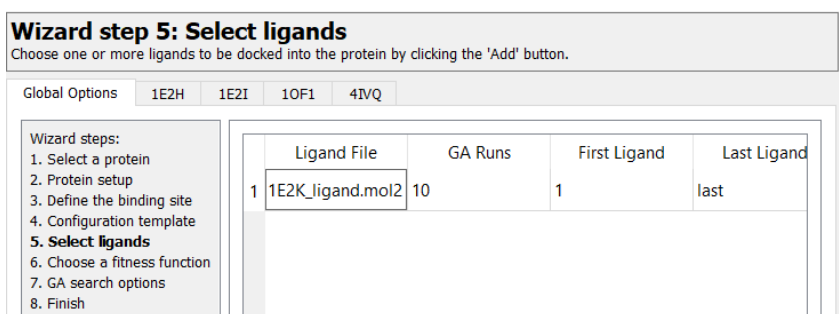 Wizard step 5: Select ligands
Choose one or more ligands to be docked into the protein by clicking the 'Add' button.
Global Options 1E2H 1E2I 1OF1 4IVQ
Wizard steps:
1. Select a protein
2. Protein setup
3. Define the binding site
4. Configuration template
5. Select ligands
6. Choose a fitness function
7. GA search options
8. Finish
Ligand File GA Runs First Ligand Last Ligand
1 1E2K_ligand.mol2 10 1 last